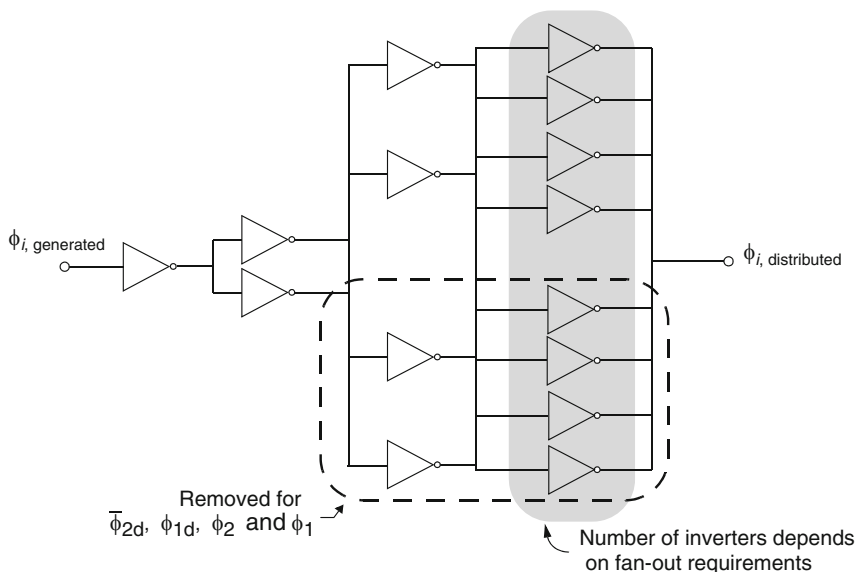 ϕi, generated
ϕi, distributed
Removed for
ϕ̅2d, ϕ1d, ϕ2 and ϕ1
Number of inverters depends
on fan-out requirements